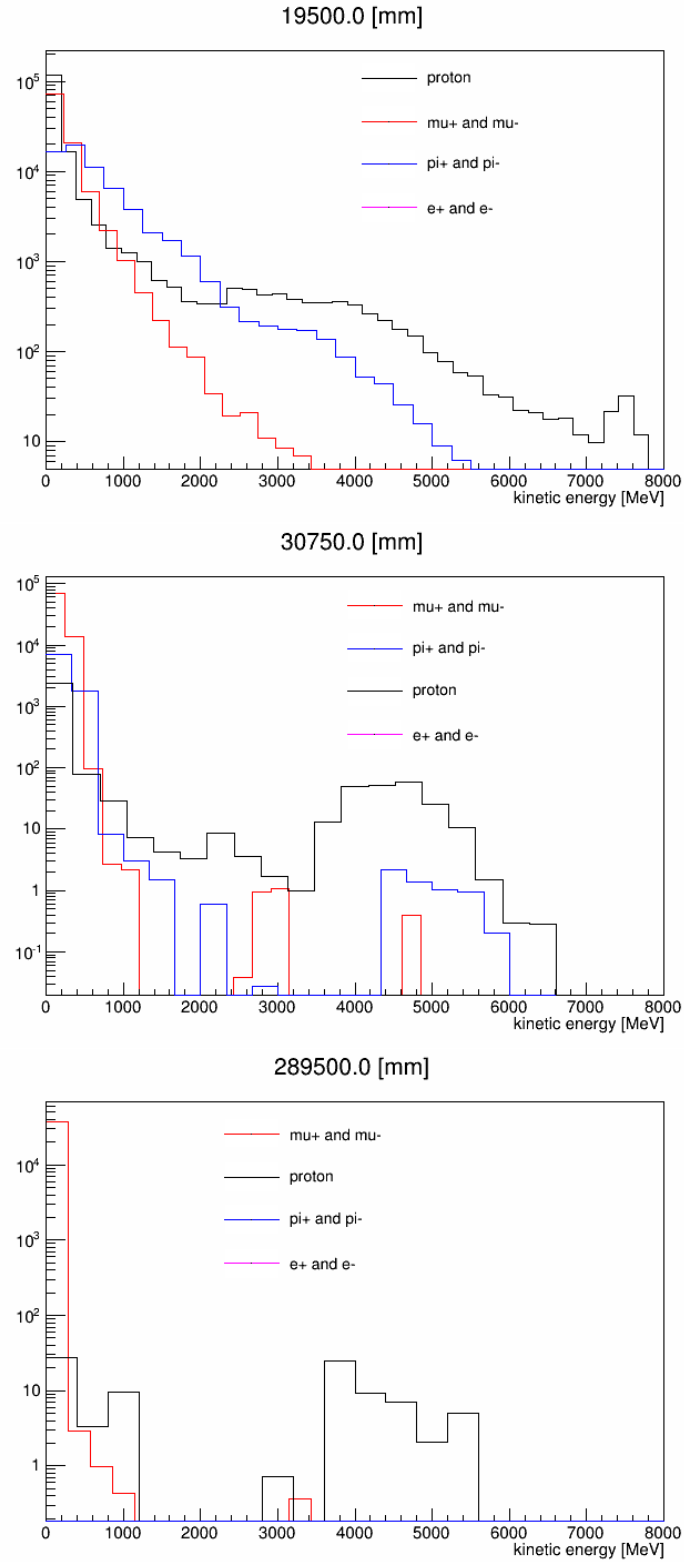 19500.0 [mm]
10^5
10^4
10^3
10^2
10
proton
mu+ and mu-
pi+ and pi-
e+ and e-
0 1000 2000 3000 4000 5000 6000 7000 8000
kinetic energy [MeV]
30750.0 [mm]
10^5
10^4
10^3
10^2
10
1
10^-1
mu+ and mu-
pi+ and pi-
proton
e+ and e-
0 1000 2000 3000 4000 5000 6000 7000 8000
kinetic energy [MeV]
289500.0 [mm]
10^4
10^3
10^2
10
1
mu+ and mu-
proton
pi+ and pi-
e+ and e-
0 1000 2000 3000 4000 5000 6000 7000 8000
kinetic energy [MeV]